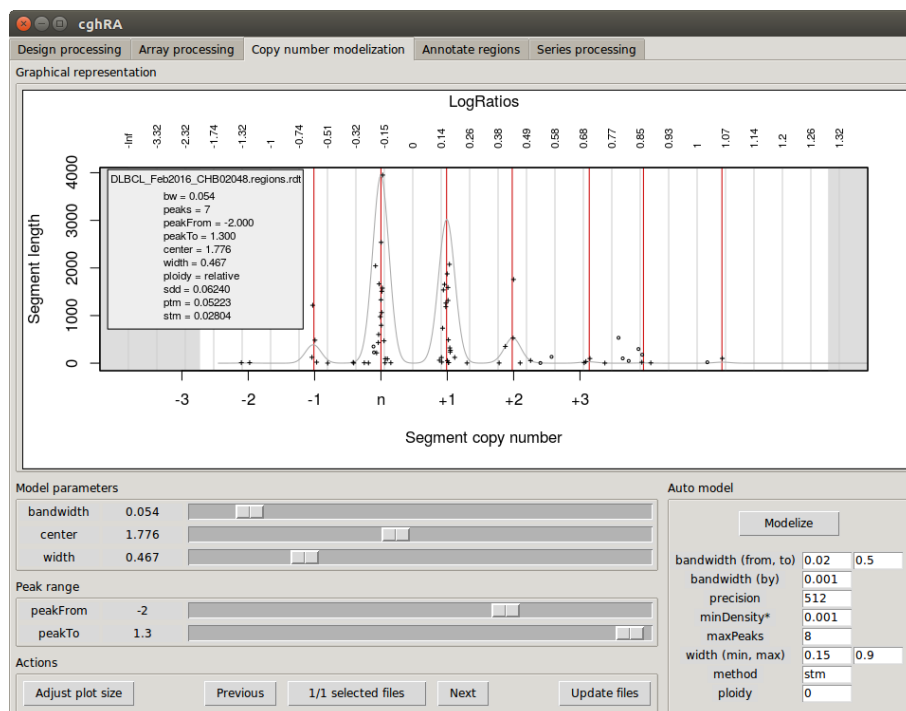 cghRA
Design processing Array processing Copy number modelization Annotate regions Series processing
Graphical representation
LogRatios
-Inf -3.32 -2.32 -1.74 -1.32 -1 -0.74 -0.51 -0.32 -0.15 0 0.14 0.26 0.38 0.49 0.58 0.68 0.77 0.85 0.93 1 1.07 1.14 1.2 1.26 1.32
Segment length
4000
3000
2000
1000
0
DLBCL_Feb2016_CHB02048.regions.rdt
bw = 0.054
peaks = 7
peakFrom = -2.000
peakTo = 1.300
center = 1.776
width = 0.467
ploidy = relative
sdd = 0.06240
ptm = 0.05223
stm = 0.02804
-3 -2 -1 n +1 +2 +3
Segment copy number
Model parameters
bandwidth 0.054
center 1.776
width 0.467
Peak range
peakFrom -2
peakTo 1.3
Actions
Adjust plot size Previous 1/1 selected files Next Update files
Auto model
Modelize
bandwidth (from, to) 0.02 0.5
bandwidth (by) 0.001
precision 512
minDensity* 0.001
maxPeaks 8
width (min, max) 0.15 0.9
method stm
ploidy 0